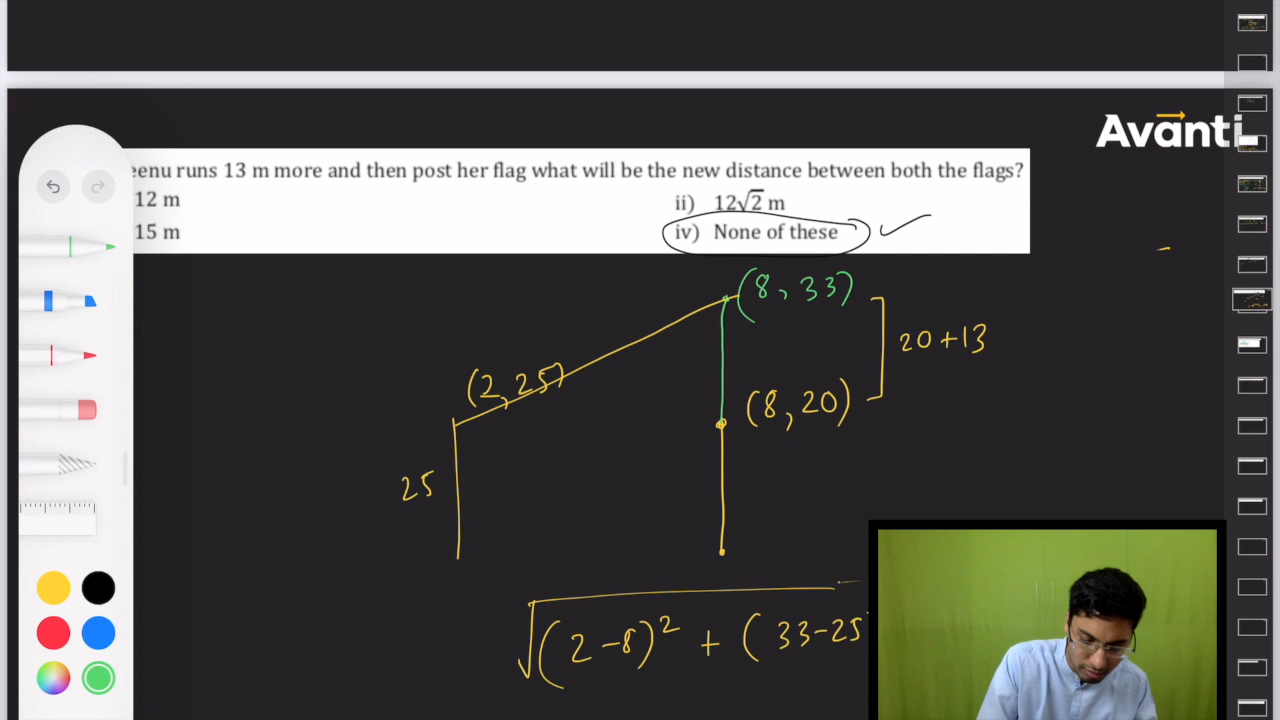 Avanti
eenu runs 13 m more and then post her flag what will be the new distance between both the flags?
12 m ii) 12√2 m
15 m iv) None of these ✓
(8, 33)
20+13
(2, 25)
(8, 20)
25
√(2-8)² + (33-25